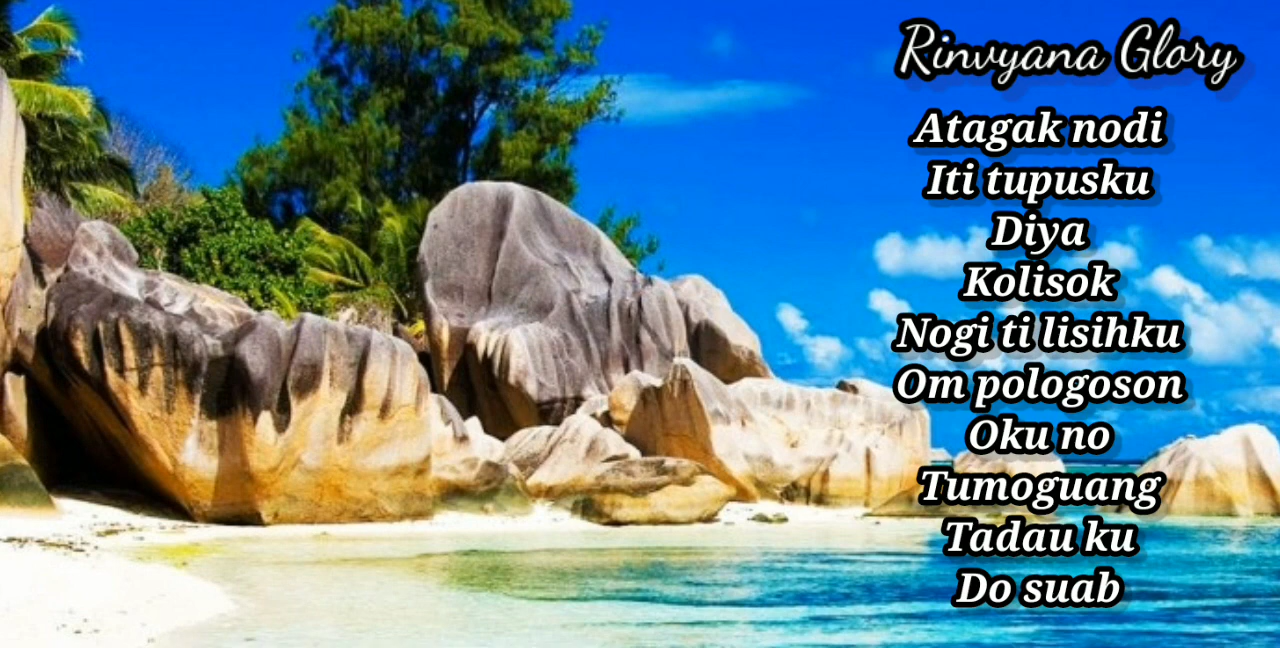 Rinvyana Glory
Atagak nodi
Iti tupusku
Diya
Kolisok
Nogi ti lisihku
Om pologoson
Oku no
Tumoguang
Tadau ku
Do suab